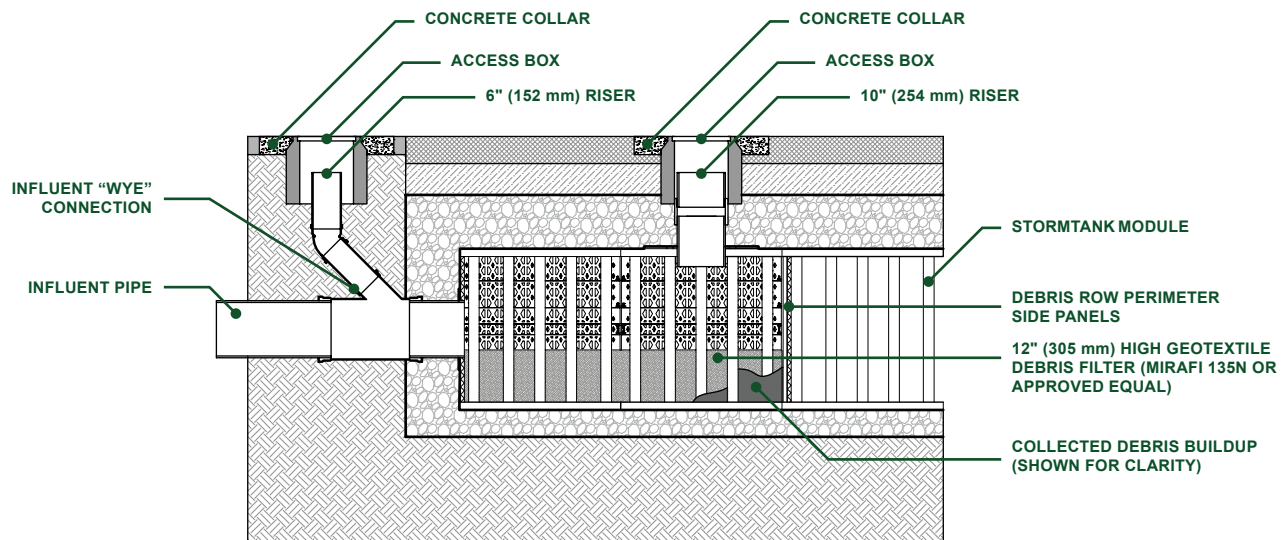 CONCRETE COLLAR
ACCESS BOX
6" (152 mm) RISER
CONCRETE COLLAR
ACCESS BOX
10" (254 mm) RISER
INFLUENT “WYE”
CONNECTION
INFLUENT PIPE
STORMTANK MODULE
DEBRIS ROW PERIMETER
SIDE PANELS
12" (305 mm) HIGH GEOTEXTILE
DEBRIS FILTER (MIRAFI 135N OR
APPROVED EQUAL)
COLLECTED DEBRIS BUILDUP
(SHOWN FOR CLARITY)